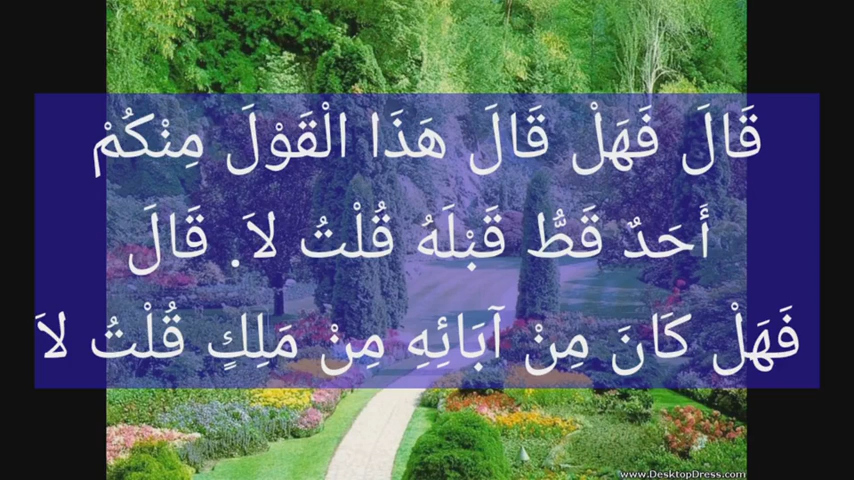 قَالَ فَهَلْ قَالَ هَذَا الْقَوْلَ مِنْكُمْ
أَحَدٌ قَطُّ قَبْلَهُ قُلْتُ لاَ. قَالَ
فَهَلْ كَانَ مِنْ آبَائِهِ مِنْ مَلِكٍ قُلْتُ لاَ
www.DesktopDress.com